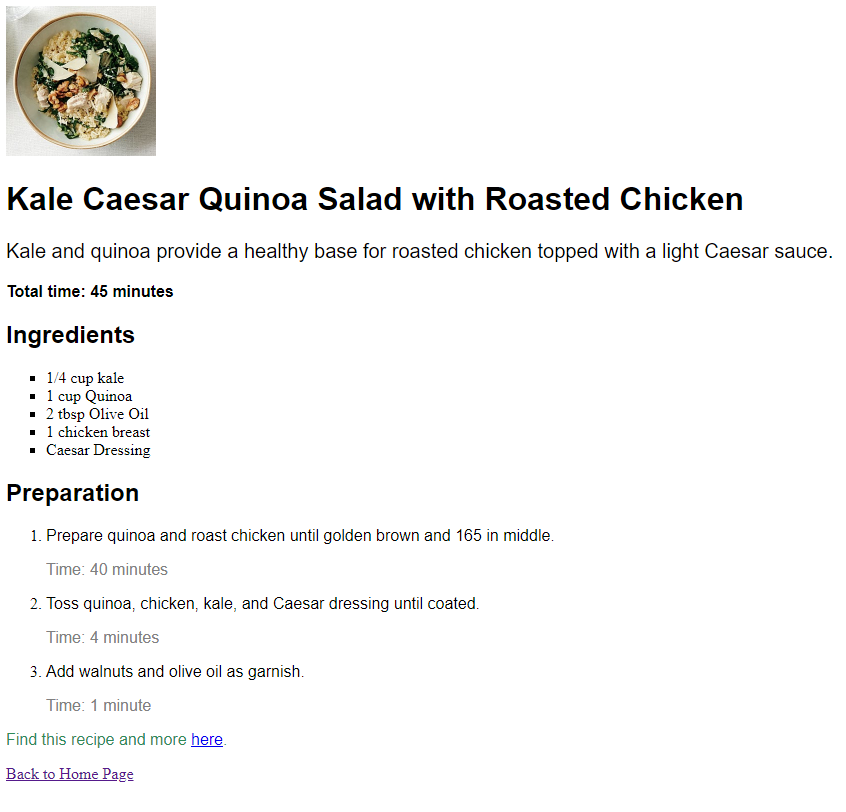 Kale Caesar Quinoa Salad with Roasted Chicken
Kale and quinoa provide a healthy base for roasted chicken topped with a light Caesar sauce.
Total time: 45 minutes
Ingredients
1/4 cup kale
1 cup Quinoa
2 tbsp Olive Oil
1 chicken breast
Caesar Dressing
Preparation
1. Prepare quinoa and roast chicken until golden brown and 165 in middle.
Time: 40 minutes
2. Toss quinoa, chicken, kale, and Caesar dressing until coated.
Time: 4 minutes
3. Add walnuts and olive oil as garnish.
Time: 1 minute
Find this recipe and more here.
Back to Home Page